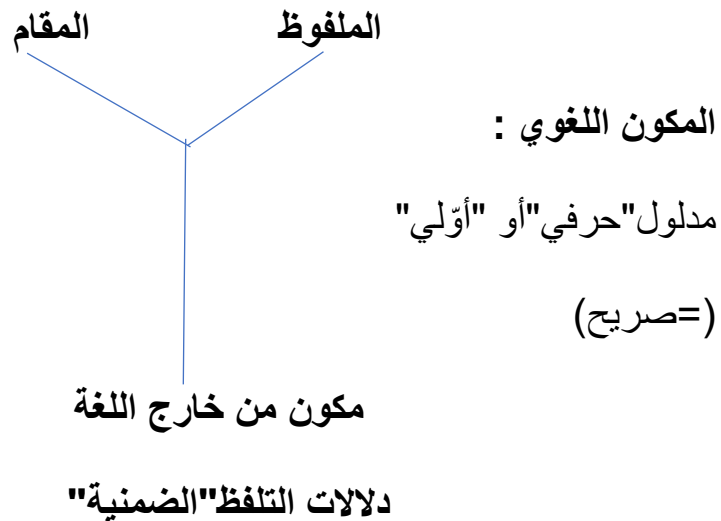 الملفوظ
المقام
المكون اللغوي :
مدلول"حرفي"أو "أوّلي"
(=صريح)
مكون من خارج اللغة
دلالات التلفظ"الضمنية"